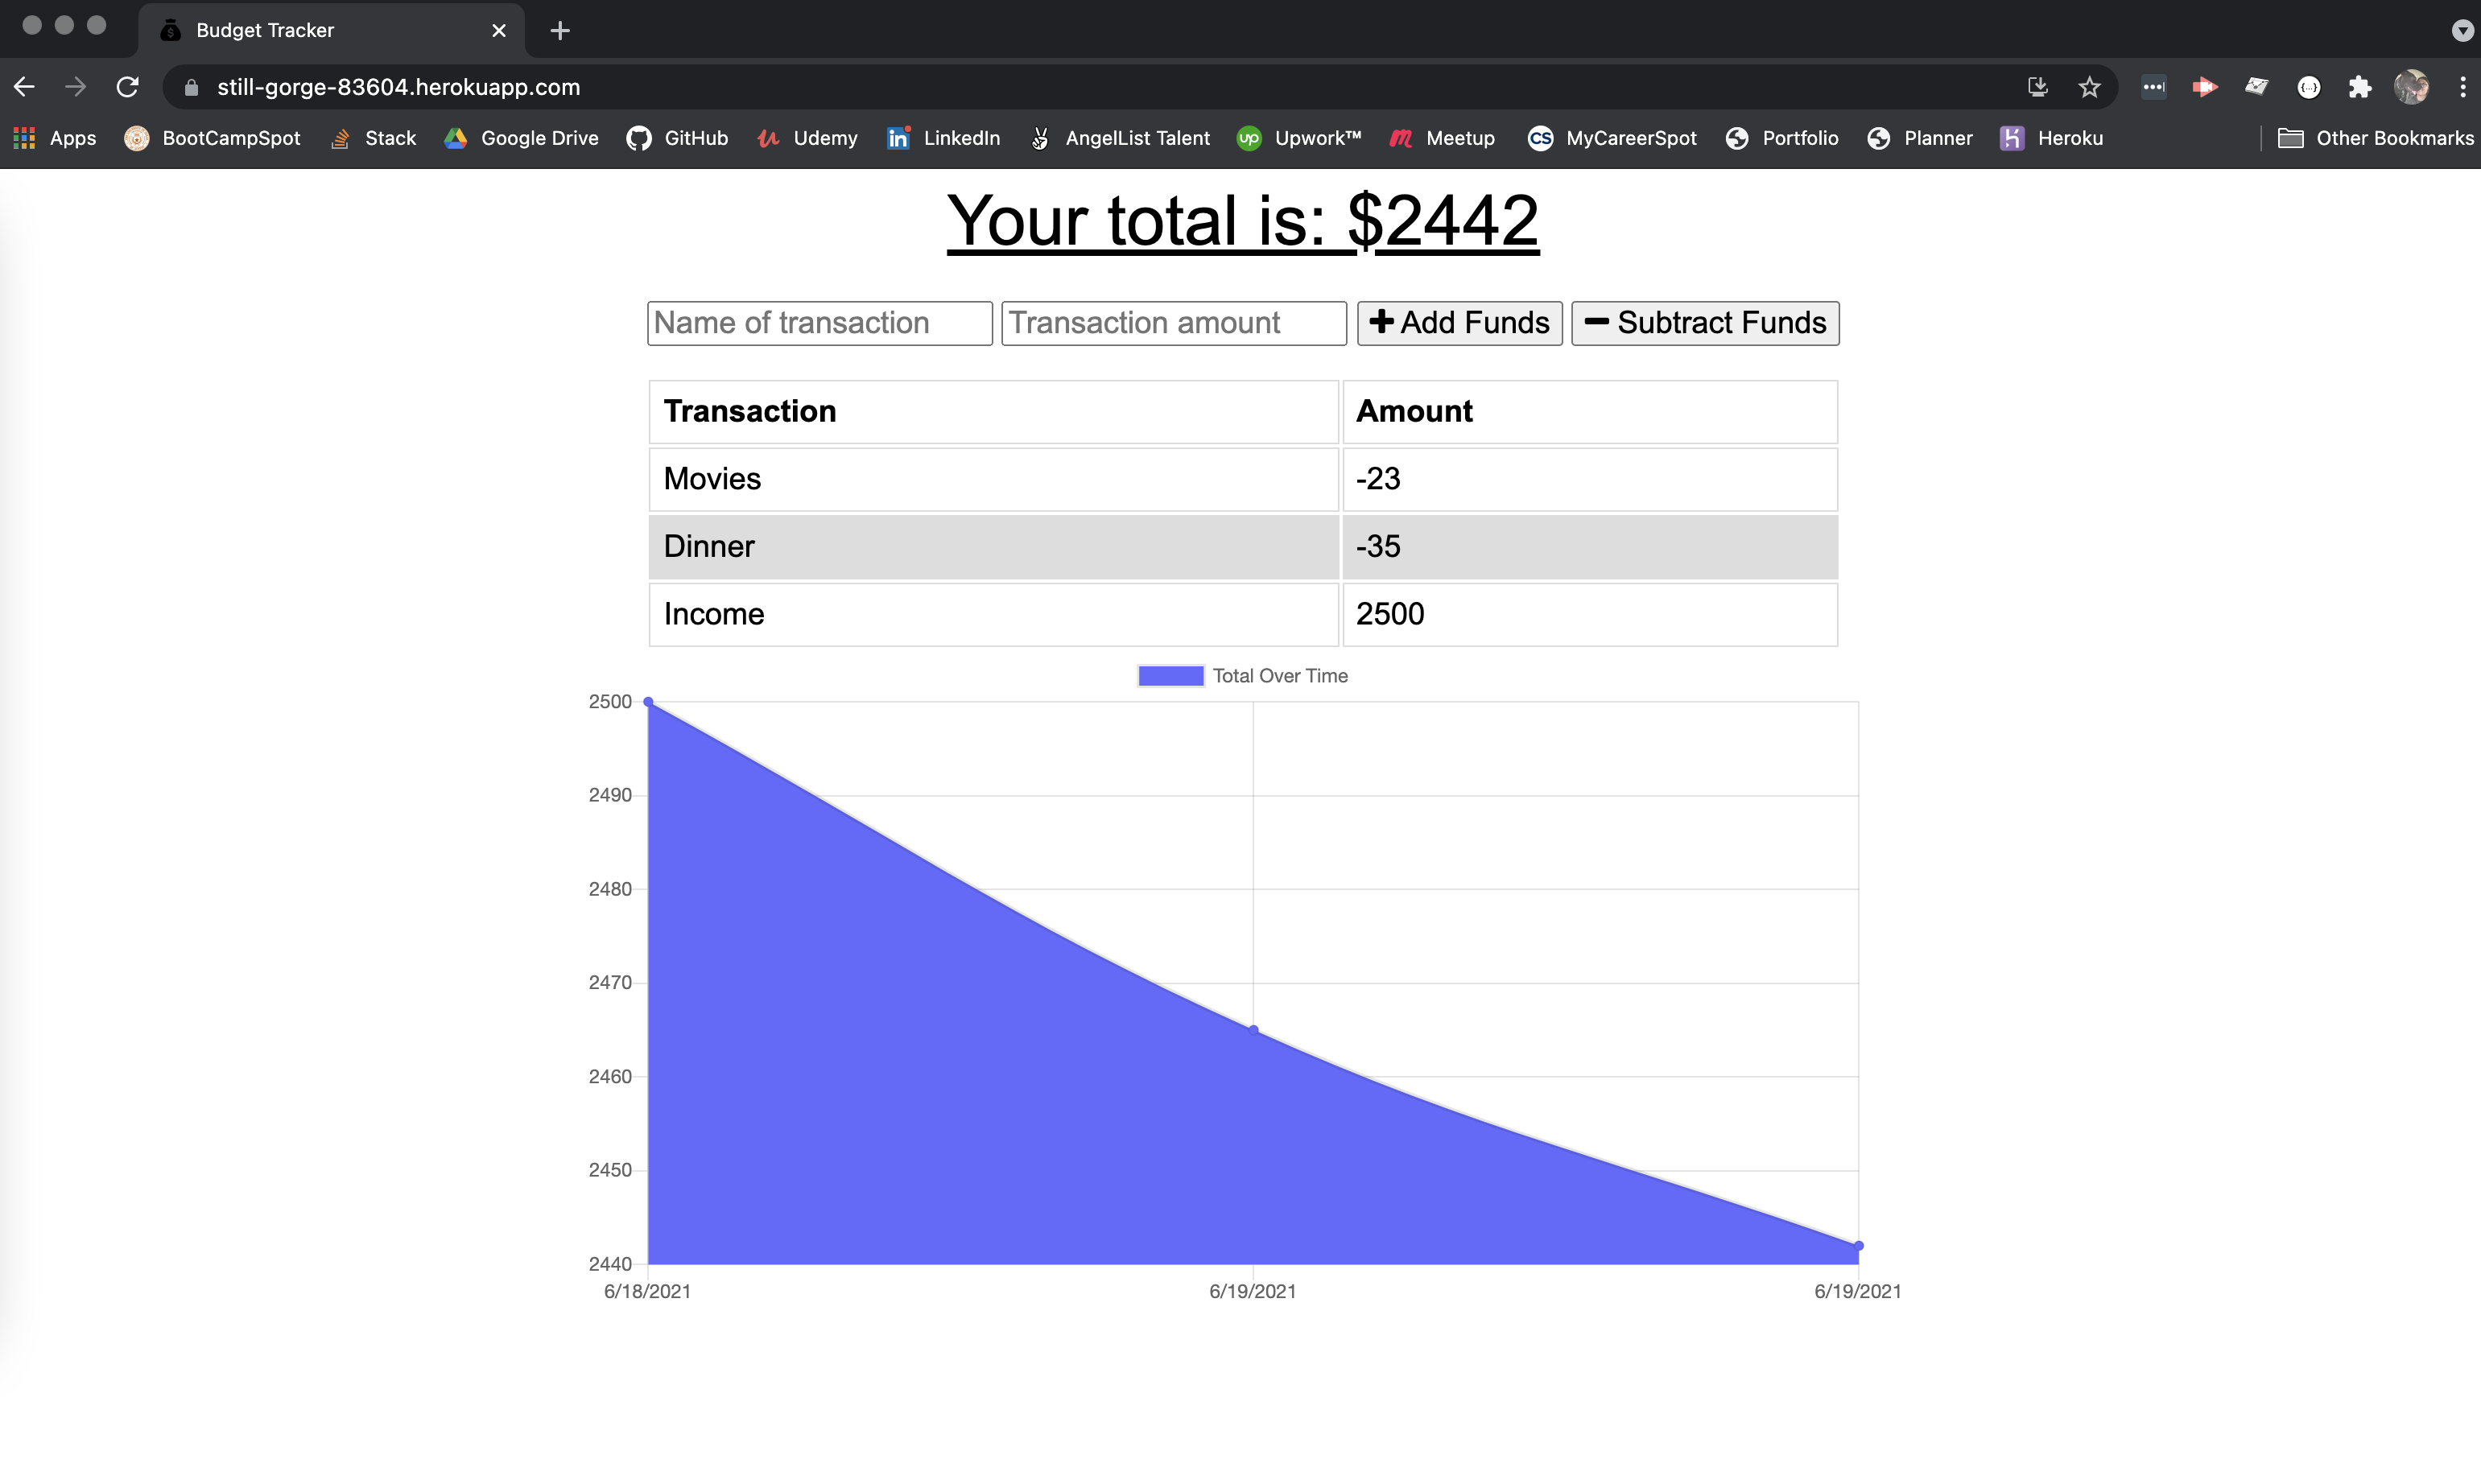 Budget Tracker
still-gorge-83604.herokuapp.com
Apps BootCampSpot Stack Google Drive GitHub Udemy LinkedIn AngelList Talent Upwork™ Meetup MyCareerSpot Portfolio Planner Heroku Other Bookmarks
Your total is: $2442
Name of transaction Transaction amount Add Funds Subtract Funds
Transaction Amount
Movies -23
Dinner -35
Income 2500
Total Over Time
2500
2490
2480
2470
2460
2450
2440
6/18/2021 6/19/2021 6/19/2021